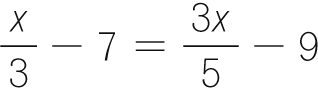 x/3 − 7 = 3x/5 − 9